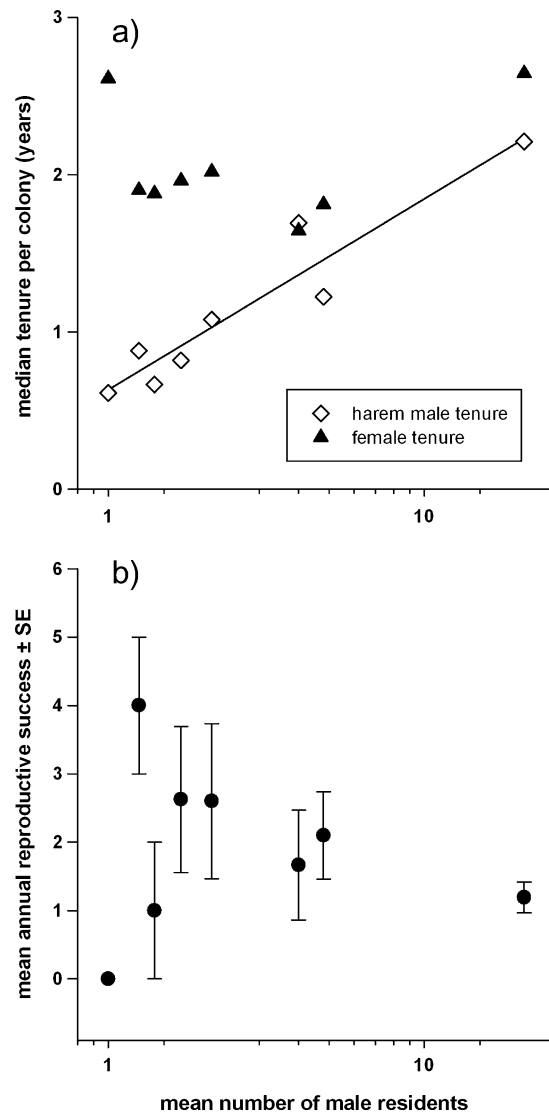 a)
3
2
1
0
median tenure per colony (years)
harem male tenure
female tenure
1
10
b)
6
5
4
3
2
1
0
mean annual reproductive success ± SE
1
10
mean number of male residents